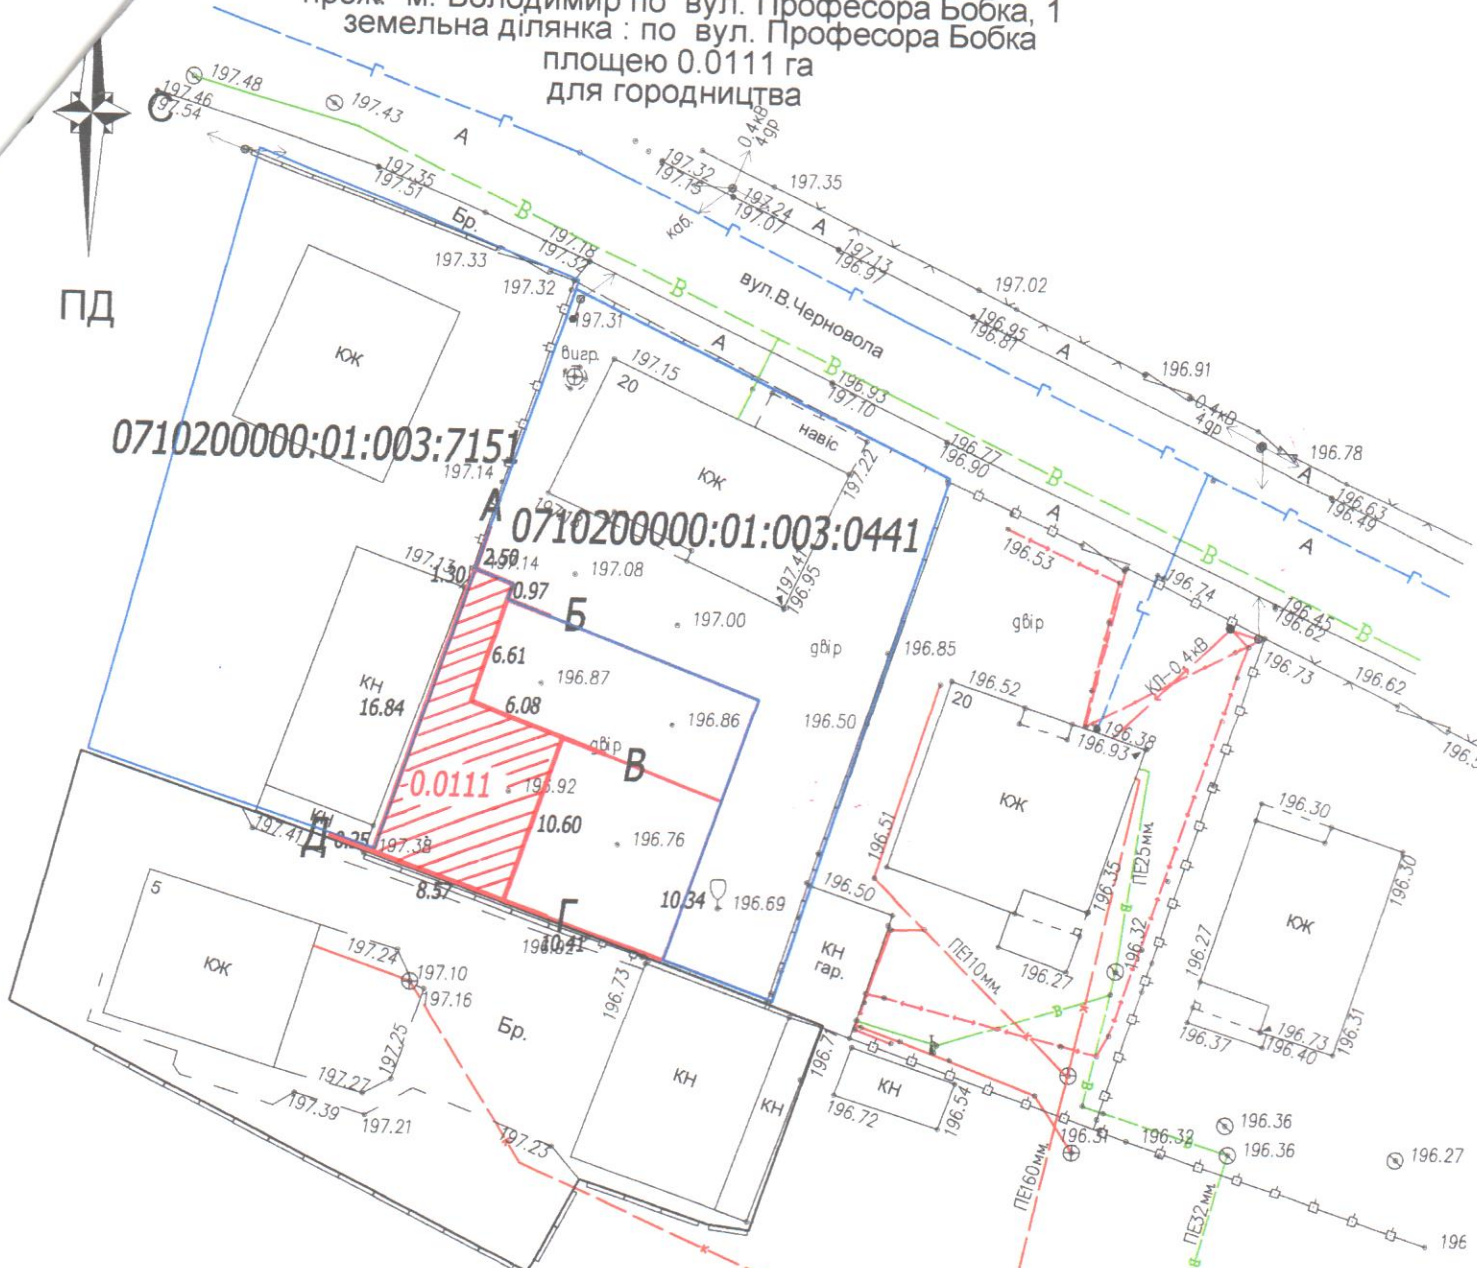 м. Володимир по вул. Професора Бобка, 1
земельна ділянка : по вул. Професора Бобка
площею 0.0111 га
для городництва
197.48
197.46
197.54
С
197.43
А
0.4кВ
4др
197.32
197.15
197.35
197.24
197.07
А
каб.
197.35
197.51
Бр.
В
197.18
197.32
197.33
197.32
197.31
197.13
196.97
197.02
вул.В.Черновола
196.95
196.81
А
196.91
0.4кВ
4др
196.78
А
196.63
196.49
ПД
КЖ
вигр.
197.15
20
А
В
196.93
197.10
навіс
196.77
196.90
В
А
В
А
0710200000:01:003:7151
197.14
КЖ
197.22
А
0710200000:01:003:0441
196.53
197.13
2.50
197.14
1.30
0.97
197.08
197.47
196.95
196.74
196.45
196.62
В
Б
197.00
двір
196.85
двір
КЛ-0.4кВ
196.73
196.62
6.61
КН
16.84
196.87
6.08
196.86
196.50
196.52
20
196.38
196.93
двір
В
0.0111
196.92
10.60
196.76
КЖ
196.51
ПЕ25мм.
196.30
196.30
КН
Д
197.41
197.38
8.57
Г
10.34
196.69
196.50
196.35
КЖ
5
КЖ
197.24
197.10
197.16
10.41
196.73
КН
гар.
ПЕ110мм.
196.27
196.32
196.27
Бр.
197.25
196.37
196.73
196.40
196.31
В
197.27
197.39
197.21
КН
КН
КН
196.72
196.54
В
197.23
196.31
196.32
В
196.36
196.36
196.27
ПЕ160мм.
ПЕ32мм.
В
196